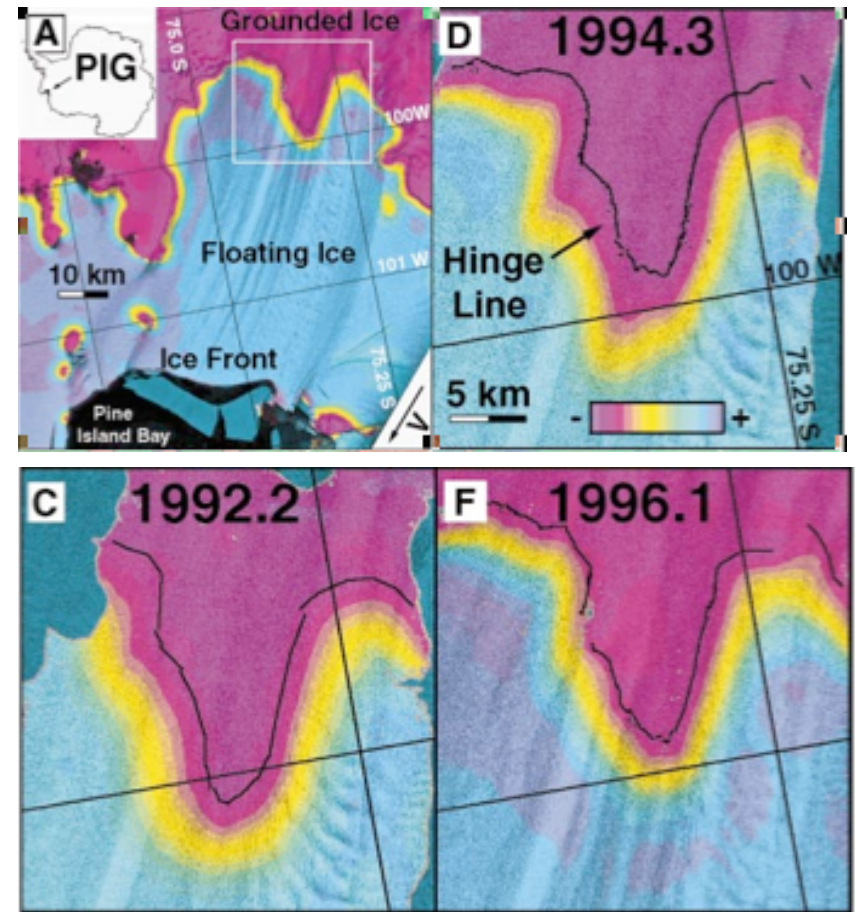 A
PIG
75.0 S
Grounded Ice
100W
Floating Ice
101 W
10 km
Ice Front
75.25 S
Pine
Island Bay
V
D
1994.3
Hinge
Line
100 W
5 km
- +
75.25 S
C
1992.2
F
1996.1